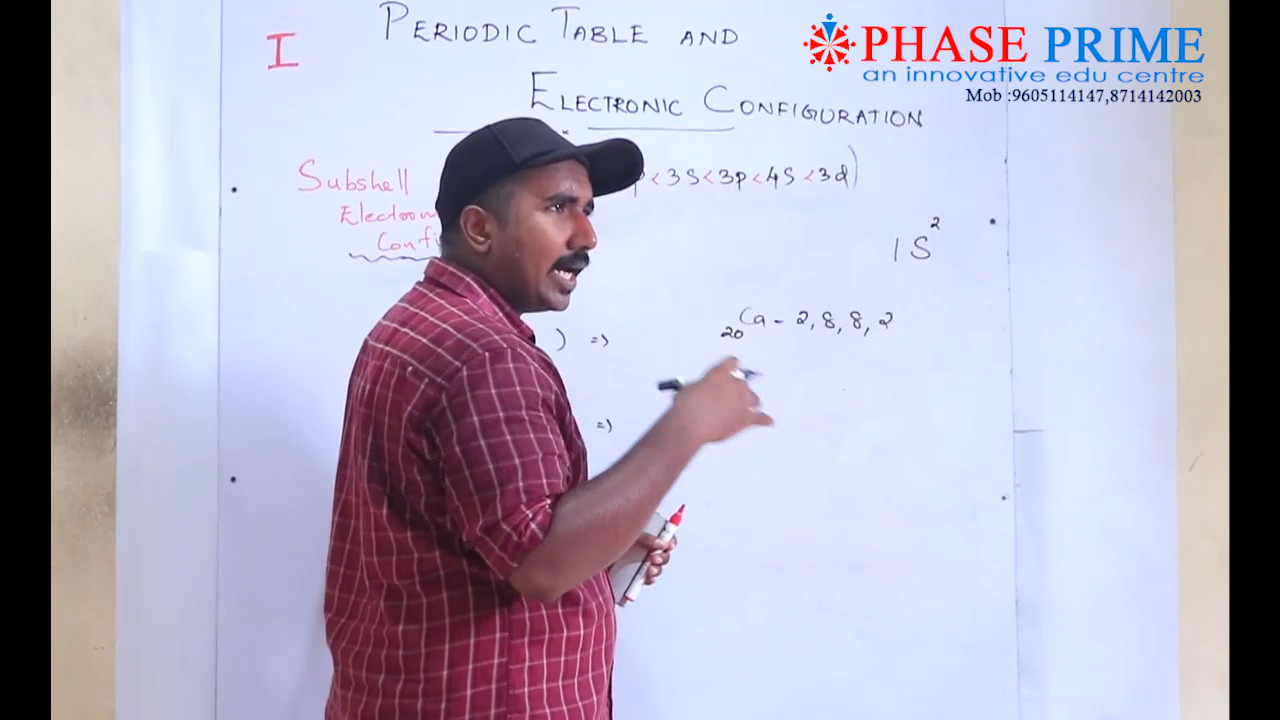 I
PERIODIC TABLE AND
ELECTRONIC CONFIGURATION
PHASE PRIME
an innovative edu centre
Mob :9605114147,8714142003
Subshell
< 3S < 3p < 4S < 3d)
1S²
) ⇒
₂₀Ca - 2, 8, 8, 2
⇒